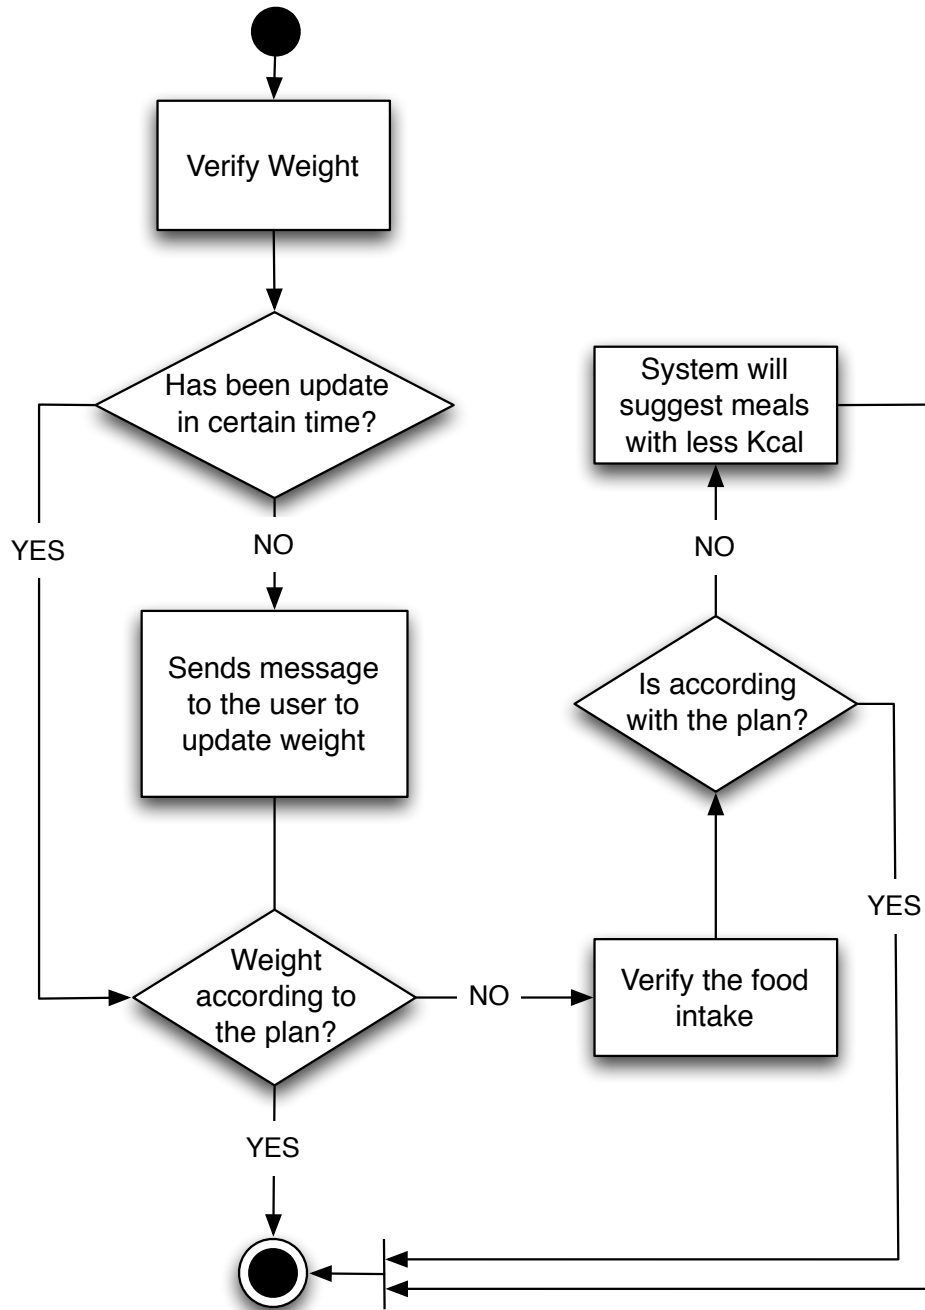 Verify Weight
Has been update
in certain time?
YES
NO
Sends message
to the user to
update weight
Weight
according to
the plan?
NO
YES
Verify the food
intake
Is according
with the plan?
YES
NO
System will
suggest meals
with less Kcal